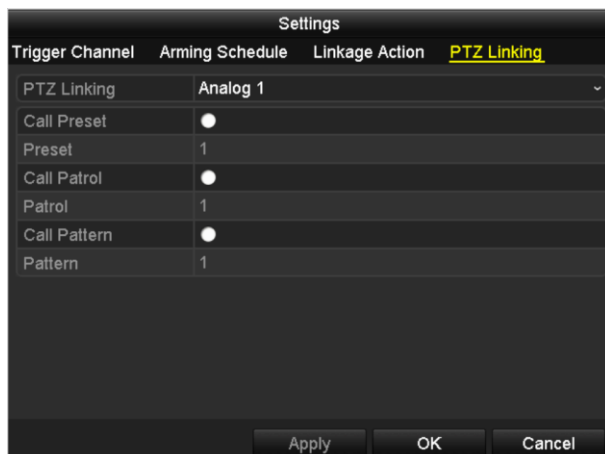 Settings
Trigger Channel Arming Schedule Linkage Action PTZ Linking
PTZ Linking Analog 1
Call Preset
Preset 1
Call Patrol
Patrol 1
Call Pattern
Pattern 1
Apply OK Cancel